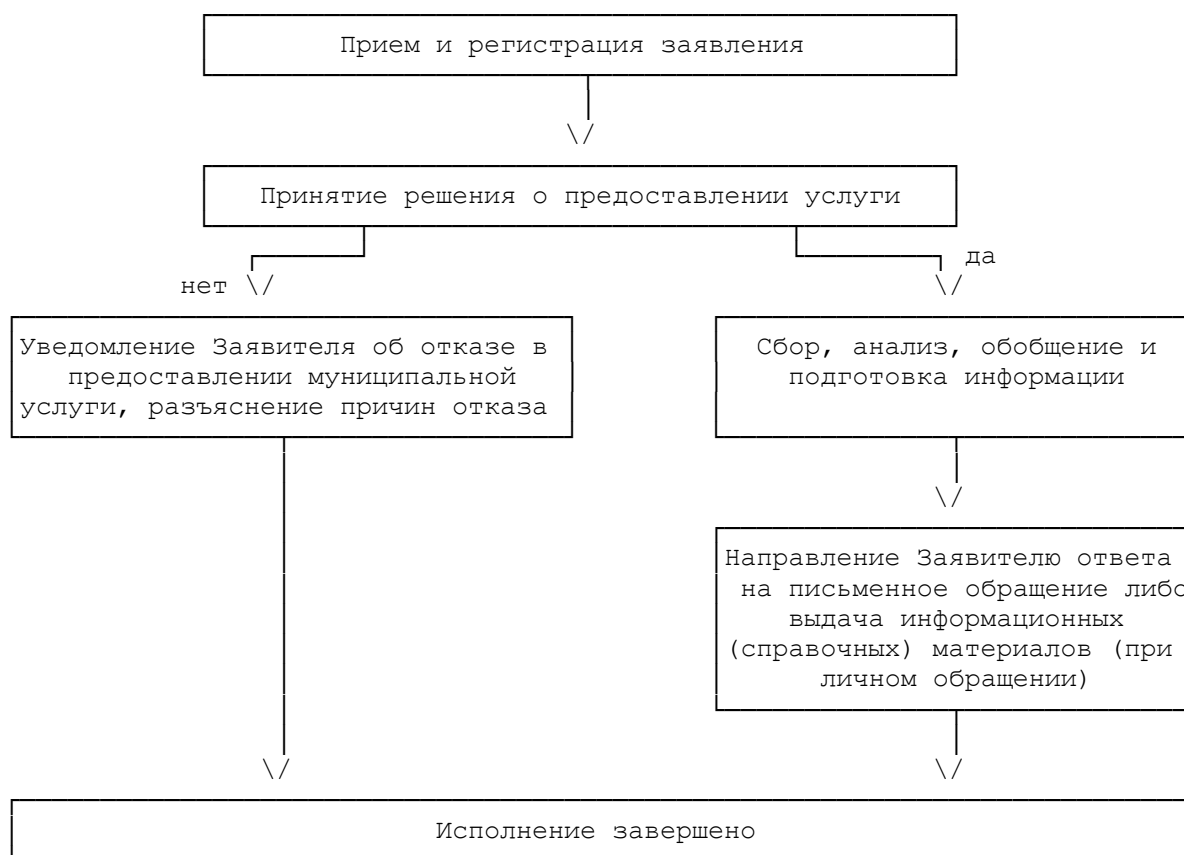 Прием и регистрация заявления
Принятие решения о предоставлении услуги
нет
да
Уведомление Заявителя об отказе в
предоставлении муниципальной
услуги, разъяснение причин отказа
Сбор, анализ, обобщение и
подготовка информации
Направление Заявителю ответа
на письменное обращение либо
выдача информационных
(справочных) материалов (при
личном обращении)
Исполнение завершено